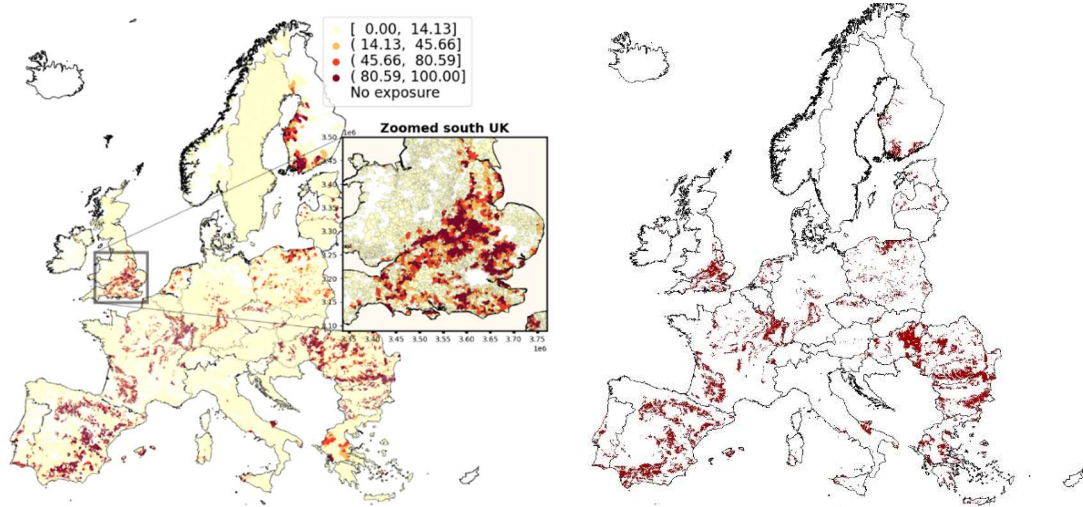 [ 0.00, 14.13]
( 14.13, 45.66]
( 45.66, 80.59]
( 80.59, 100.00]
No exposure
Zoomed south UK
1e6
3.50
3.45
3.40
3.35
3.30
3.25
3.20
3.15
3.10
3.35 3.40 3.45 3.50 3.55 3.60 3.65 3.70 3.75
1e6